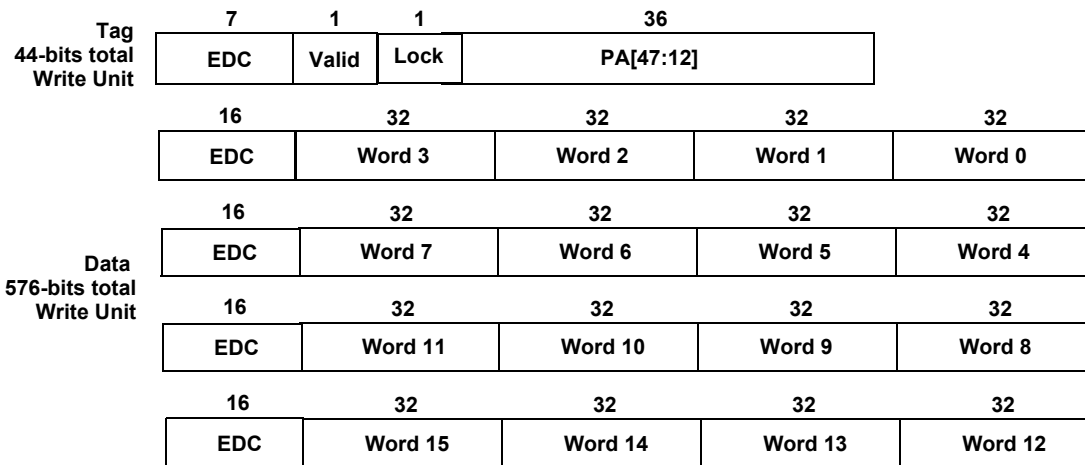 7 1 1 36
Tag
44-bits total
Write Unit
EDC Valid Lock PA[47:12]
16 32 32 32 32
EDC Word 3 Word 2 Word 1 Word 0
16 32 32 32 32
EDC Word 7 Word 6 Word 5 Word 4
Data
576-bits total
Write Unit
16 32 32 32 32
EDC Word 11 Word 10 Word 9 Word 8
16 32 32 32 32
EDC Word 15 Word 14 Word 13 Word 12